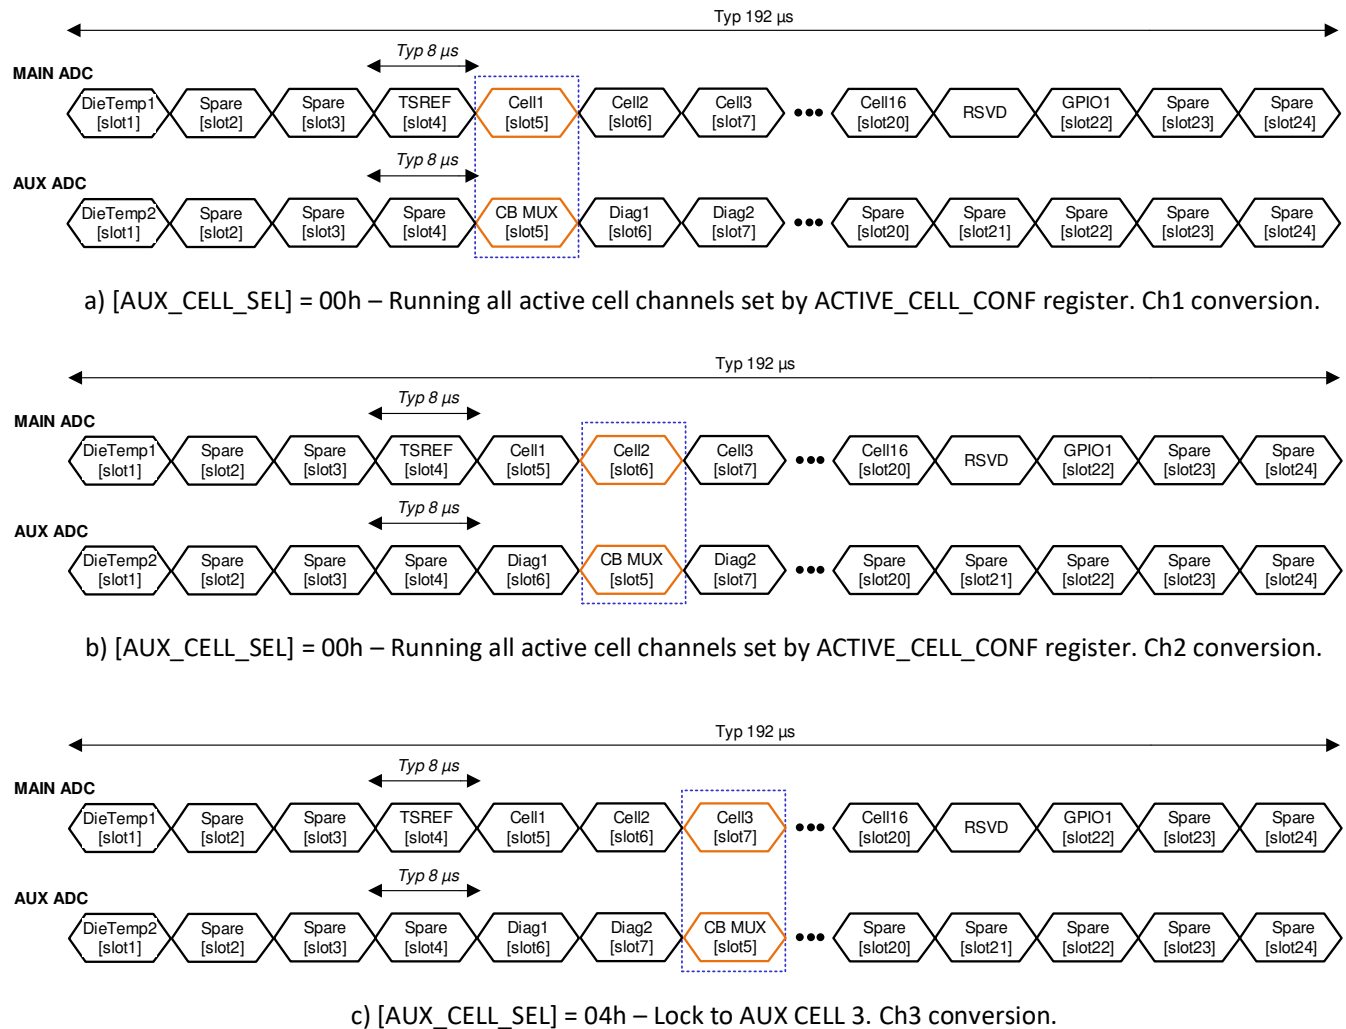 Typ 192 µs
Typ 8 µs
MAIN ADC
DieTemp1 Spare Spare TSREF Cell1 Cell2 Cell3 ●●● Cell16 RSVD GPIO1 Spare Spare
[slot1] [slot2] [slot3] [slot4] [slot5] [slot6] [slot7] [slot20] [slot22] [slot23] [slot24]
Typ 8 µs
AUX ADC
DieTemp2 Spare Spare Spare CB MUX Diag1 Diag2 ●●● Spare Spare Spare Spare Spare
[slot1] [slot2] [slot3] [slot4] [slot5] [slot6] [slot7] [slot20] [slot21] [slot22] [slot23] [slot24]
a) [AUX_CELL_SEL] = 00h – Running all active cell channels set by ACTIVE_CELL_CONF register. Ch1 conversion.
Typ 192 µs
Typ 8 µs
MAIN ADC
DieTemp1 Spare Spare TSREF Cell1 Cell2 Cell3 ●●● Cell16 RSVD GPIO1 Spare Spare
[slot1] [slot2] [slot3] [slot4] [slot5] [slot6] [slot7] [slot20] [slot22] [slot23] [slot24]
Typ 8 µs
AUX ADC
DieTemp2 Spare Spare Spare Diag1 CB MUX Diag2 ●●● Spare Spare Spare Spare Spare
[slot1] [slot2] [slot3] [slot4] [slot6] [slot5] [slot7] [slot20] [slot21] [slot22] [slot23] [slot24]
b) [AUX_CELL_SEL] = 00h – Running all active cell channels set by ACTIVE_CELL_CONF register. Ch2 conversion.
Typ 192 µs
Typ 8 µs
MAIN ADC
DieTemp1 Spare Spare TSREF Cell1 Cell2 Cell3 ●●● Cell16 RSVD GPIO1 Spare Spare
[slot1] [slot2] [slot3] [slot4] [slot5] [slot6] [slot7] [slot20] [slot22] [slot23] [slot24]
Typ 8 µs
AUX ADC
DieTemp2 Spare Spare Spare Diag1 Diag2 CB MUX ●●● Spare Spare Spare Spare Spare
[slot1] [slot2] [slot3] [slot4] [slot6] [slot7] [slot5] [slot20] [slot21] [slot22] [slot23] [slot24]
c) [AUX_CELL_SEL] = 04h – Lock to AUX CELL 3. Ch3 conversion.